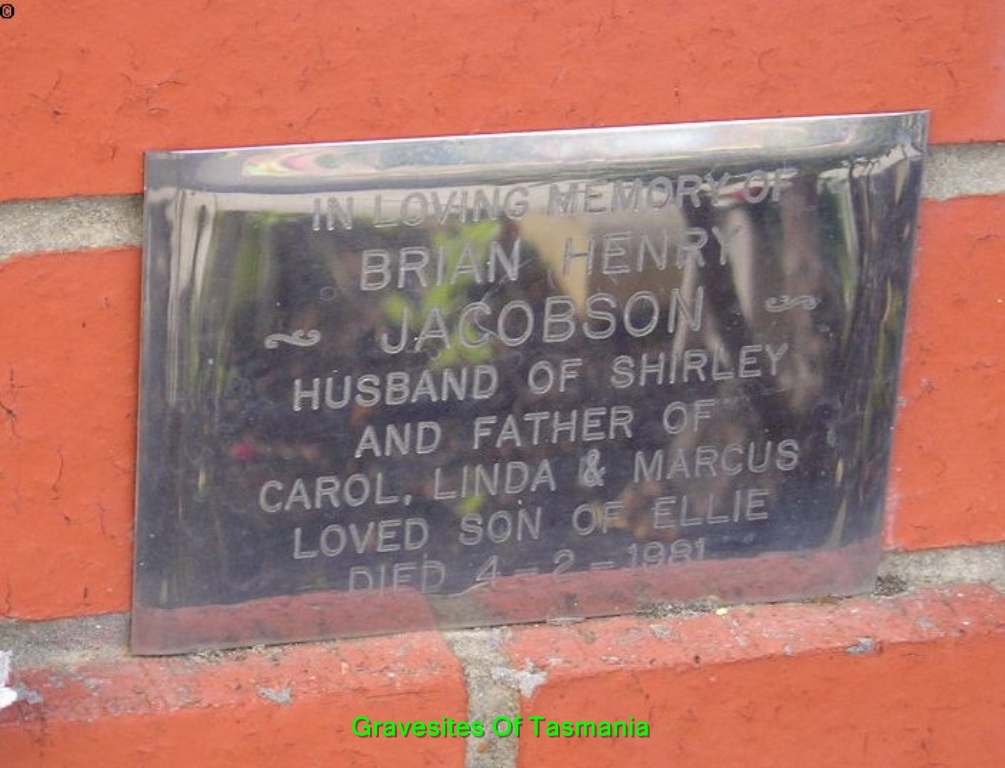 ©
IN LOVING MEMORY OF
BRIAN HENRY
JACOBSON
HUSBAND OF SHIRLEY
AND FATHER OF
CAROL, LINDA & MARCUS
LOVED SON OF ELLIE
DIED 4-2-1981
Gravesites Of Tasmania